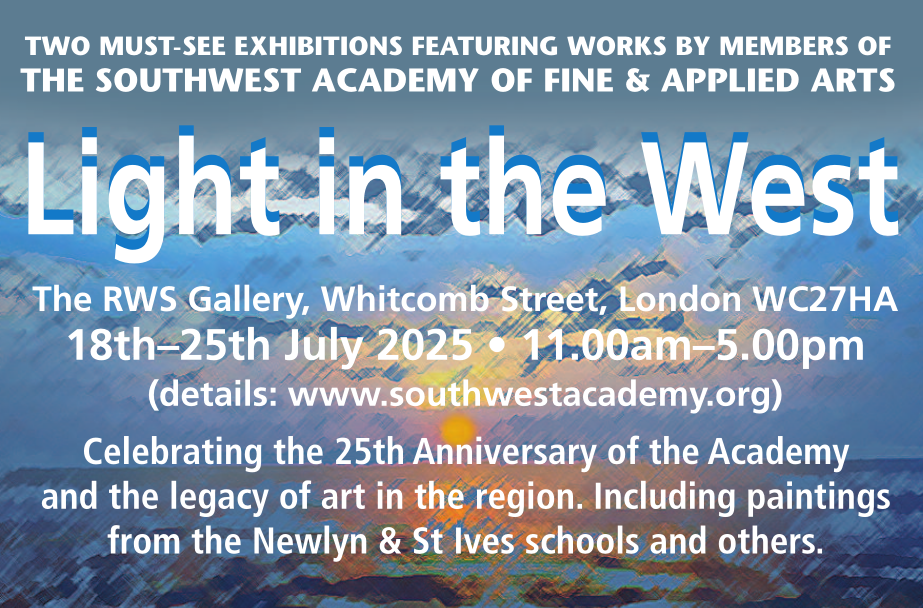 TWO MUST-SEE EXHIBITIONS FEATURING WORKS BY MEMBERS OF
THE SOUTHWEST ACADEMY OF FINE & APPLIED ARTS
Light in the West
The RWS Gallery, Whitcomb Street, London WC27HA
18th–25th July 2025 • 11.00am–5.00pm
(details: www.southwestacademy.org)
Celebrating the 25th Anniversary of the Academy
and the legacy of art in the region. Including paintings
from the Newlyn & St Ives schools and others.